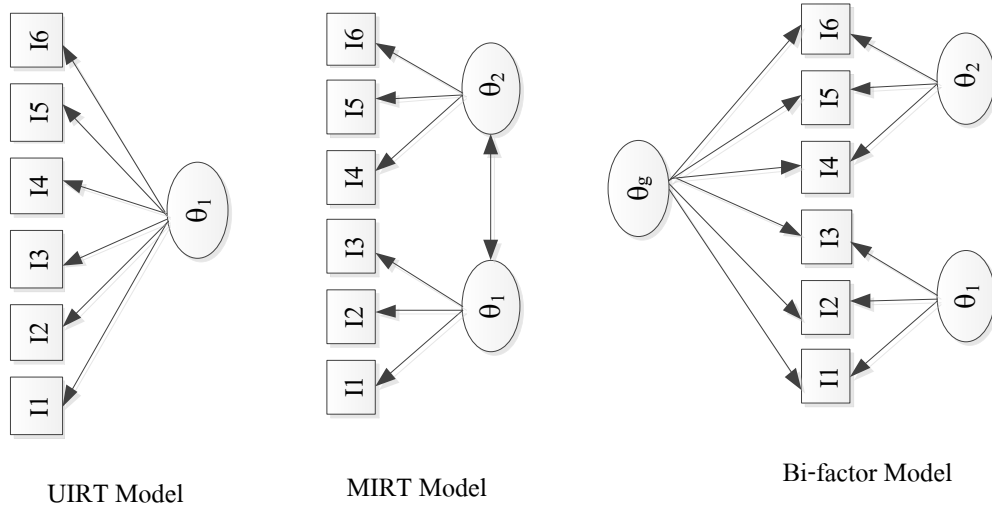 I6
I5
I4
I3
I2
I1
θ1
UIRT Model
I6
I5
I4
I3
I2
I1
θ2
θ1
MIRT Model
θg
I6
I5
I4
I3
I2
I1
θ2
θ1
Bi-factor Model